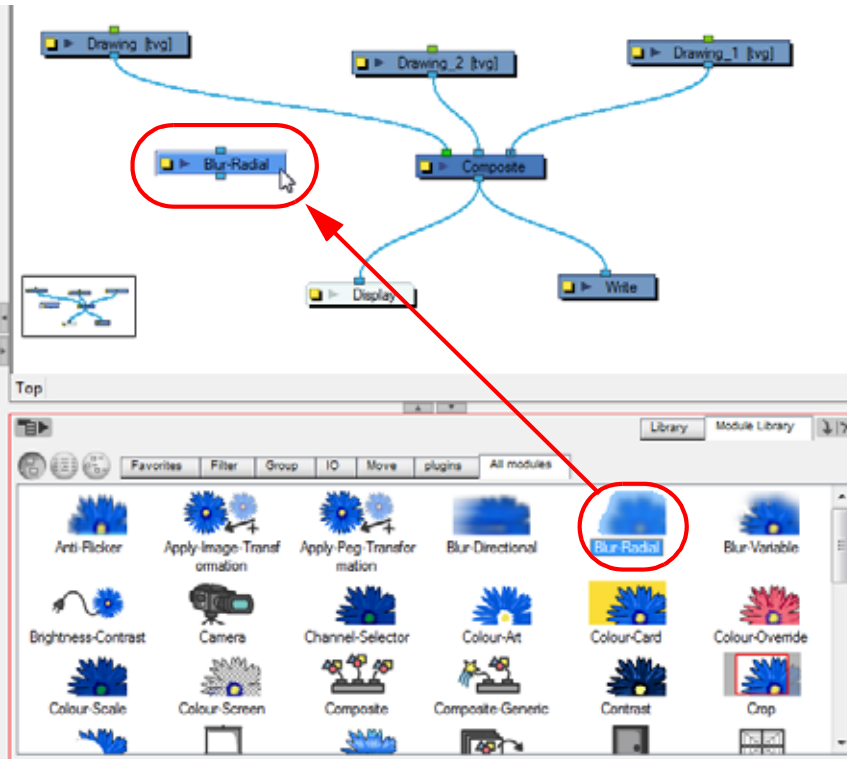 Drawing [tvg]
Drawing_2 [tvg]
Drawing_1 [tvg]
Blur-Radial
Composite
Display
Write
Top
Library
Module Library
Favorites
Filter
Group
IO
Move
plugins
All modules
Anti-Flicker
Apply-Image-Transf
ormation
Apply-Peg-Transfor
mation
Blur-Directional
Blur-Radial
Blur-Variable
Brightness-Contrast
Camera
Channel-Selector
Colour-Art
Colour-Card
Colour-Override
Colour-Scale
Colour-Screen
Composite
Composite-Generic
Contrast
Crop